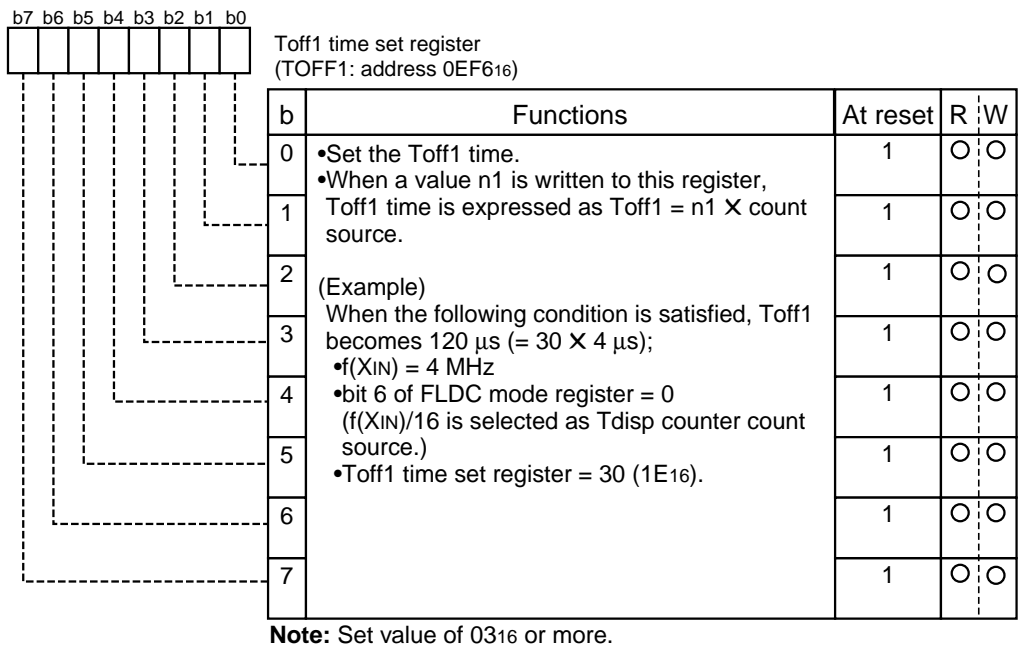 b7 b6 b5 b4 b3 b2 b1 b0
Toff1 time set register
(TOFF1: address 0EF616)
b Functions At reset R W
0 •Set the Toff1 time. 1 O O
•When a value n1 is written to this register,
1 Toff1 time is expressed as Toff1 = n1 X count 1 O O
source.
2 (Example) 1 O O
When the following condition is satisfied, Toff1
3 becomes 120 μs (= 30 X 4 μs); 1 O O
•f(XIN) = 4 MHz
4 •bit 6 of FLDC mode register = 0 1 O O
(f(XIN)/16 is selected as Tdisp counter count
5 source.) 1 O O
•Toff1 time set register = 30 (1E16).
6 1 O O
7 1 O O
Note: Set value of 0316 or more.